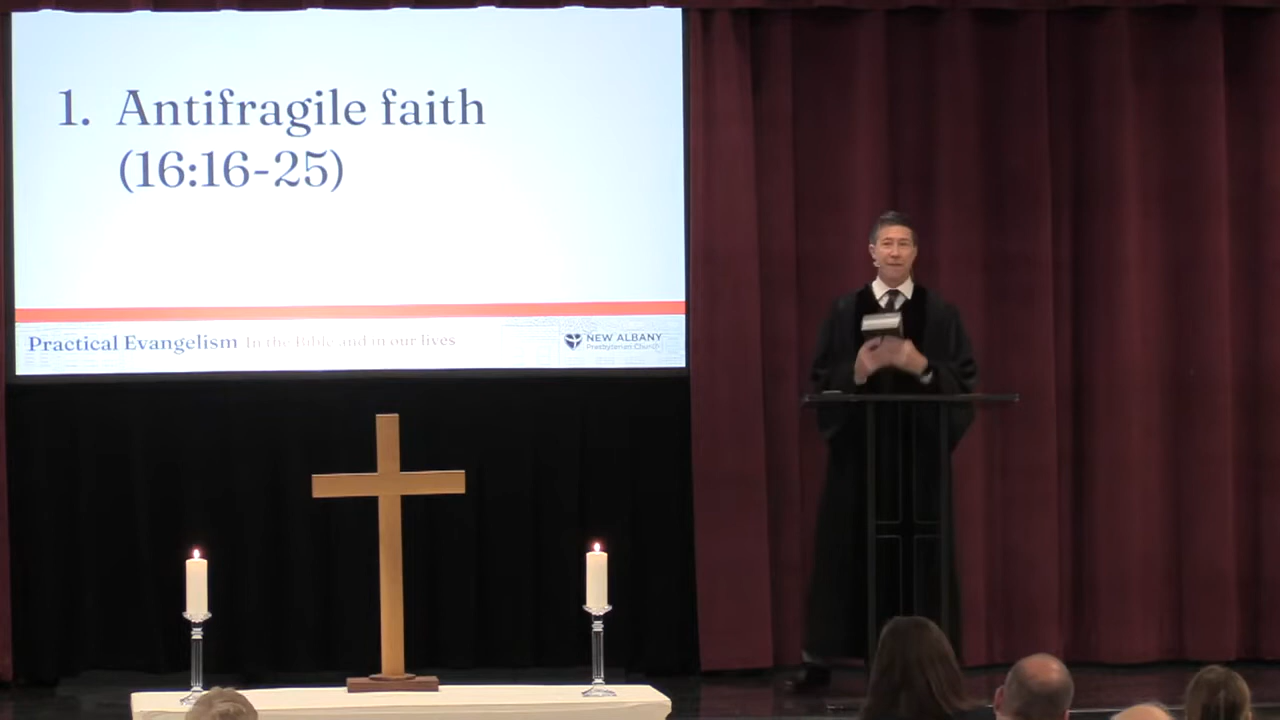 1. Antifragile faith
(16:16-25)
Practical Evangelism In the Bible and in our lives
NEW ALBANY
Presbyterian Church